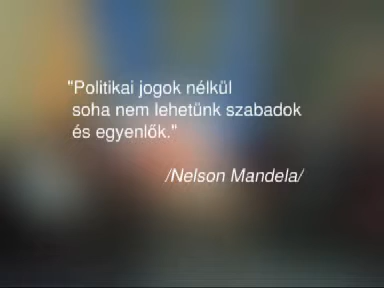 "Politikai jogok nélkül
soha nem lehetünk szabadok
és egyenlők."
/Nelson Mandela/